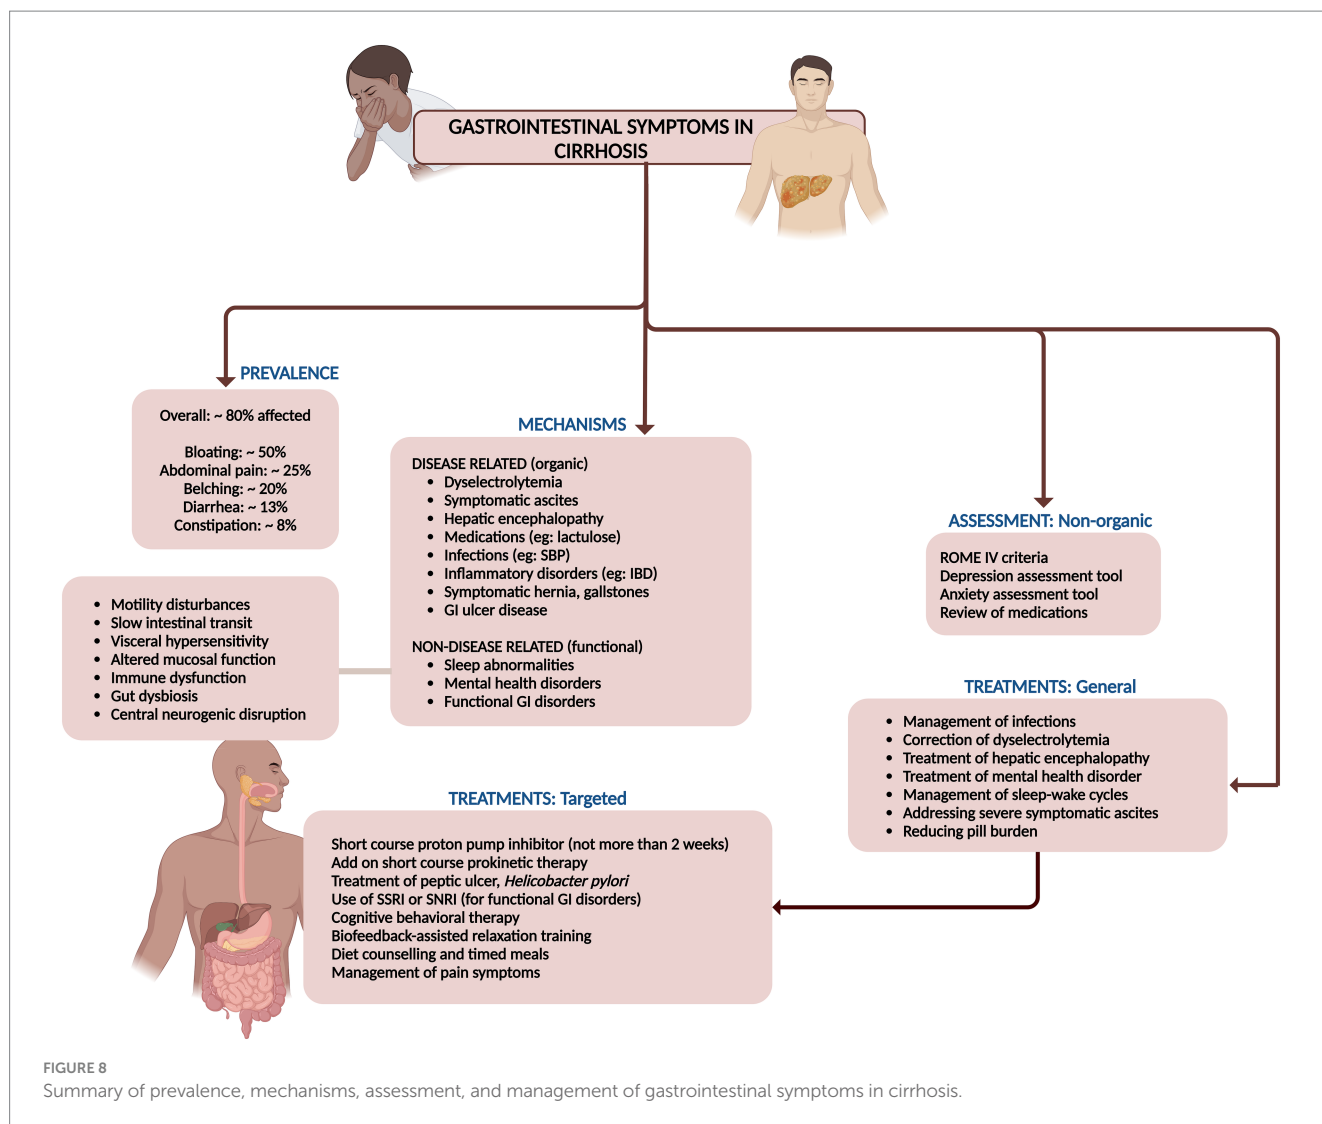 GASTROINTESTINAL SYMPTOMS IN
CIRRHOSIS
PREVALENCE
Overall: ~ 80% affected
Bloating: ~ 50%
Abdominal pain: ~ 25%
Belching: ~ 20%
Diarrhea: ~ 13%
Constipation: ~ 8%
MECHANISMS
DISEASE RELATED (organic)
• Dyselectrolytemia
• Symptomatic ascites
• Hepatic encephalopathy
• Medications (eg: lactulose)
• Infections (eg: SBP)
• Inflammatory disorders (eg: IBD)
• Symptomatic hernia, gallstones
• GI ulcer disease
NON-DISEASE RELATED (functional)
• Sleep abnormalities
• Mental health disorders
• Functional GI disorders
• Motility disturbances
• Slow intestinal transit
• Visceral hypersensitivity
• Altered mucosal function
• Immune dysfunction
• Gut dysbiosis
• Central neurogenic disruption
ASSESSMENT: Non-organic
ROME IV criteria
Depression assessment tool
Anxiety assessment tool
Review of medications
TREATMENTS: General
• Management of infections
• Correction of dyselectrolytemia
• Treatment of hepatic encephalopathy
• Treatment of mental health disorder
• Management of sleep-wake cycles
• Addressing severe symptomatic ascites
• Reducing pill burden
TREATMENTS: Targeted
Short course proton pump inhibitor (not more than 2 weeks)
Add on short course prokinetic therapy
Treatment of peptic ulcer, Helicobacter pylori
Use of SSRI or SNRI (for functional GI disorders)
Cognitive behavioral therapy
Biofeedback-assisted relaxation training
Diet counselling and timed meals
Management of pain symptoms
FIGURE 8
Summary of prevalence, mechanisms, assessment, and management of gastrointestinal symptoms in cirrhosis.